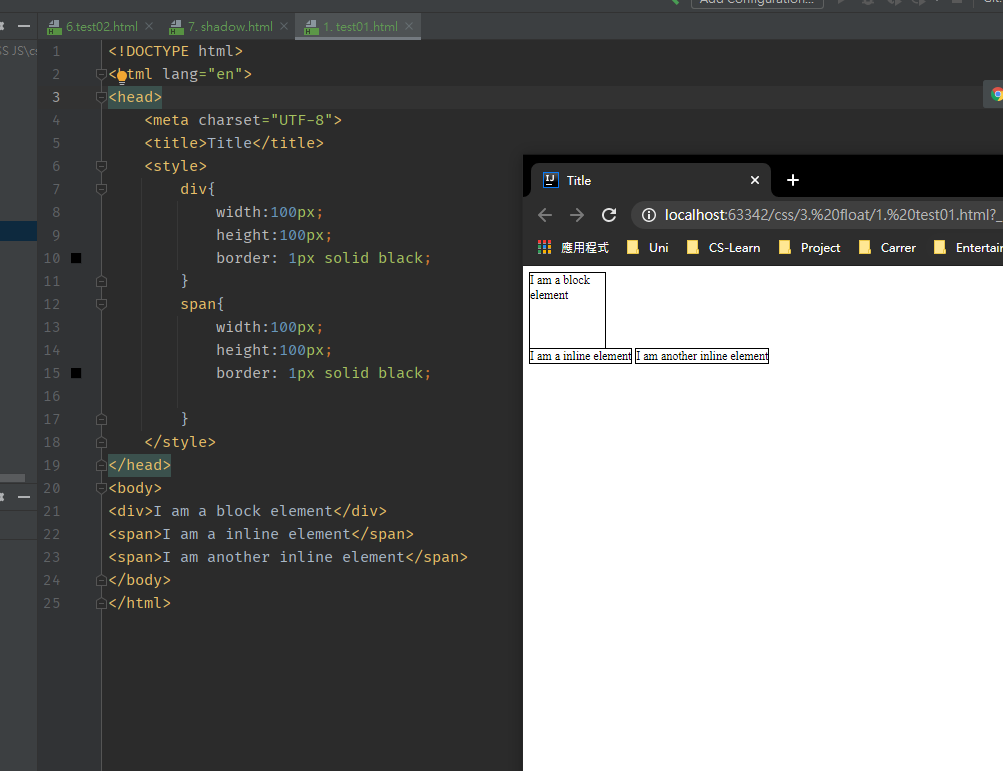 Add Configuration...
6.test02.html
7. shadow.html
1. test01.html
SS JS\cs
1 <!DOCTYPE html>
2 <html lang="en">
3 <head>
4 <meta charset="UTF-8">
5 <title>Title</title>
6 <style>
7 div{
8 width:100px;
9 height:100px;
10 border: 1px solid black;
11 }
12 span{
13 width:100px;
14 height:100px;
15 border: 1px solid black;
16
17 }
18 </style>
19 </head>
20 <body>
21 <div>I am a block element</div>
22 <span>I am a inline element</span>
23 <span>I am another inline element</span>
24 </body>
25 </html>
IJ Title
localhost:63342/css/3.%20float/1.%20test01.html?_
應用程式 Uni CS-Learn Project Carrer Entertain
I am a block
element
I am a inline element I am another inline element